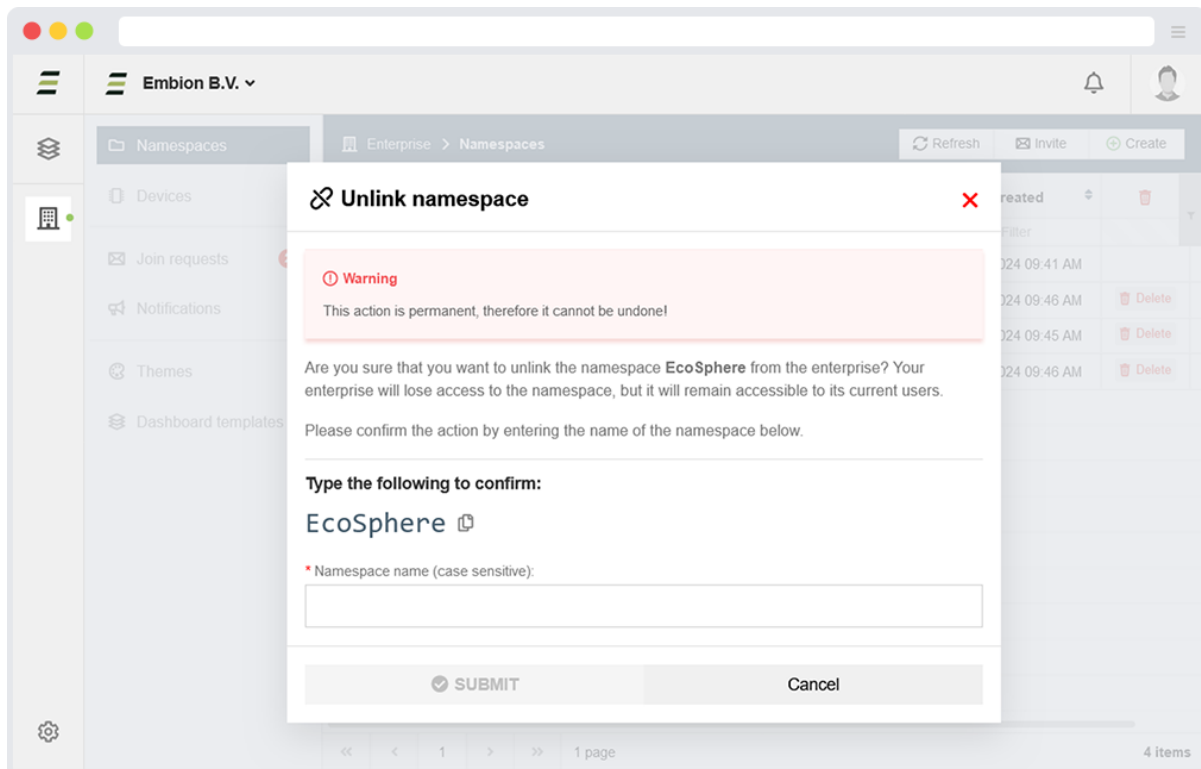 Embion B.V.
Namespaces
Enterprise > Namespaces
Refresh
Invite
Create
Devices
Unlink namespace
Join requests
Filter
Warning
09:41 AM
Notifications
This action is permanent, therefore it cannot be undone!
09:46 AM
Delete
09:45 AM
Delete
Themes
Are you sure that you want to unlink the namespace EcoSphere from the enterprise? Your
09:46 AM
Delete
enterprise will lose access to the namespace, but it will remain accessible to its current users.
Dashboard templates
Please confirm the action by entering the name of the namespace below.
Type the following to confirm:
EcoSphere
* Namespace name (case sensitive):
SUBMIT
Cancel
<< < 1 > >> 1 page
4 items